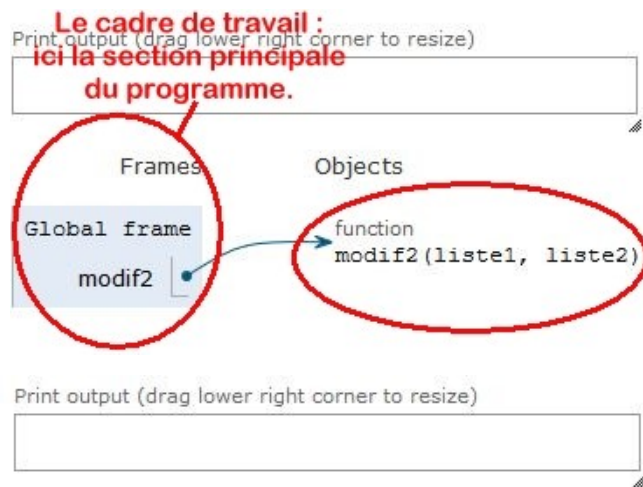 Le cadre de travail :
Print output (drag lower right corner to resize)
ici la section principale
du programme.
Frames
Objects
Global frame
modif2
function
modif2(liste1, liste2)
Print output (drag lower right corner to resize)